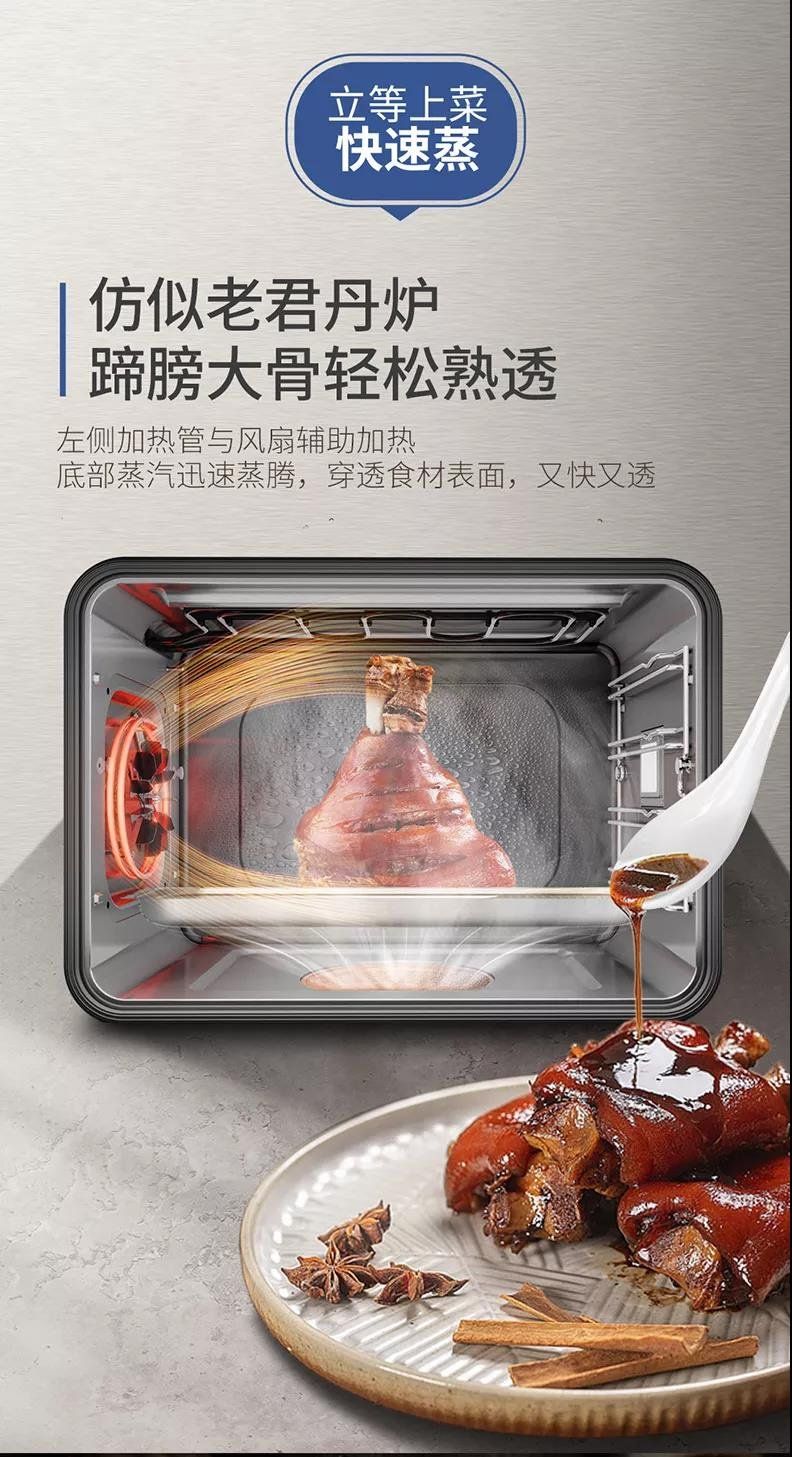 立等上菜
快速蒸
仿似老君丹炉
蹄膀大骨轻松熟透
左侧加热管与风扇辅助加热
底部蒸汽迅速蒸腾，穿透食材表面，又快又透